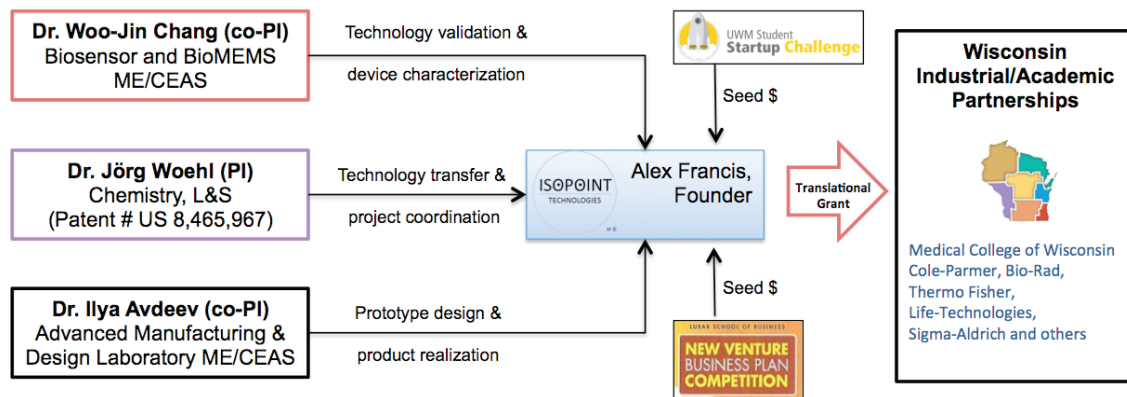 Dr. Woo-Jin Chang (co-PI)
Biosensor and BioMEMS
ME/CEAS
Technology validation &
device characterization
UWM Student
Startup Challenge
Seed $
Wisconsin
Industrial/Academic
Partnerships
Dr. Jörg Woehl (PI)
Chemistry, L&S
(Patent # US 8,465,967)
Technology transfer &
project coordination
ISOPOINT
TECHNOLOGIES
Alex Francis,
Founder
Translational
Grant
Medical College of Wisconsin
Cole-Parmer, Bio-Rad,
Thermo Fisher,
Life-Technologies,
Sigma-Aldrich and others
Dr. Ilya Avdeev (co-PI)
Advanced Manufacturing &
Design Laboratory ME/CEAS
Prototype design &
product realization
Seed $
LUBAR SCHOOL OF BUSINESS
NEW VENTURE
BUSINESS PLAN
COMPETITION